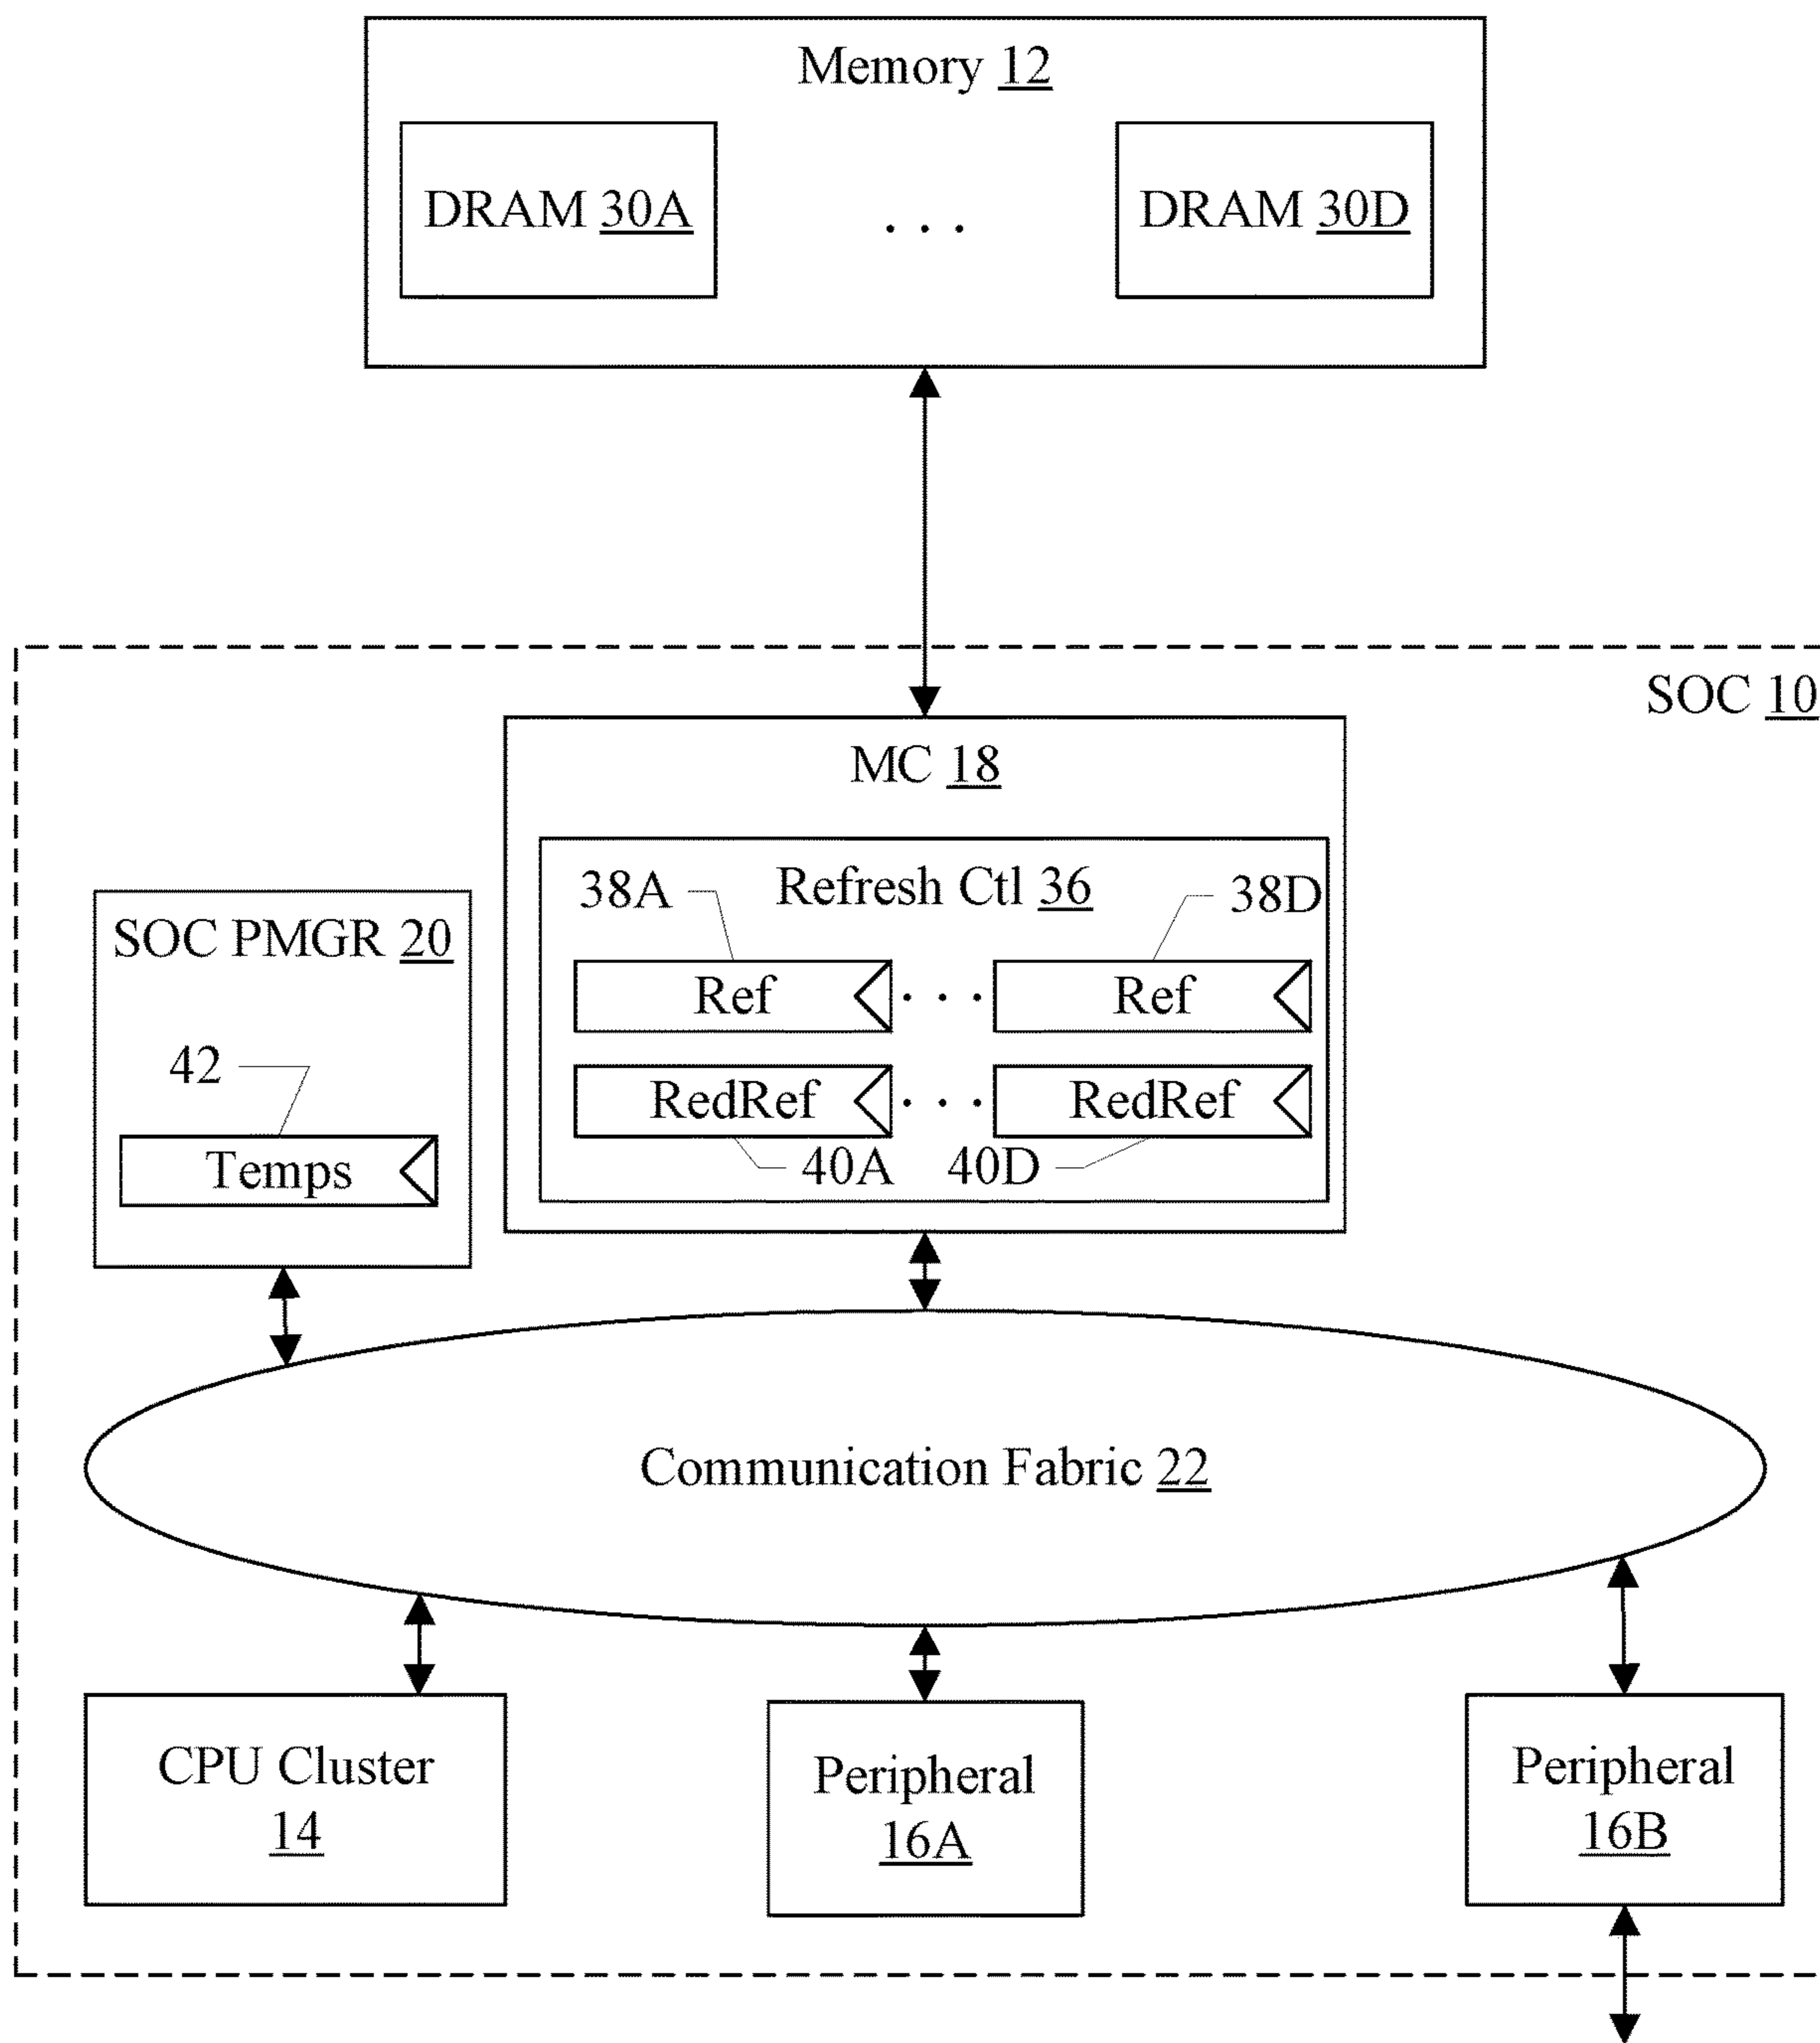 Memory 12
DRAM 30A
. . .
DRAM 30D
SOC 10
MC 18
Refresh Ctl 36
38A
38D
Ref
. . .
Ref
RedRef
. . .
RedRef
40A
40D
SOC PMGR 20
42
Temps
Communication Fabric 22
CPU Cluster
14
Peripheral
16A
Peripheral
16B